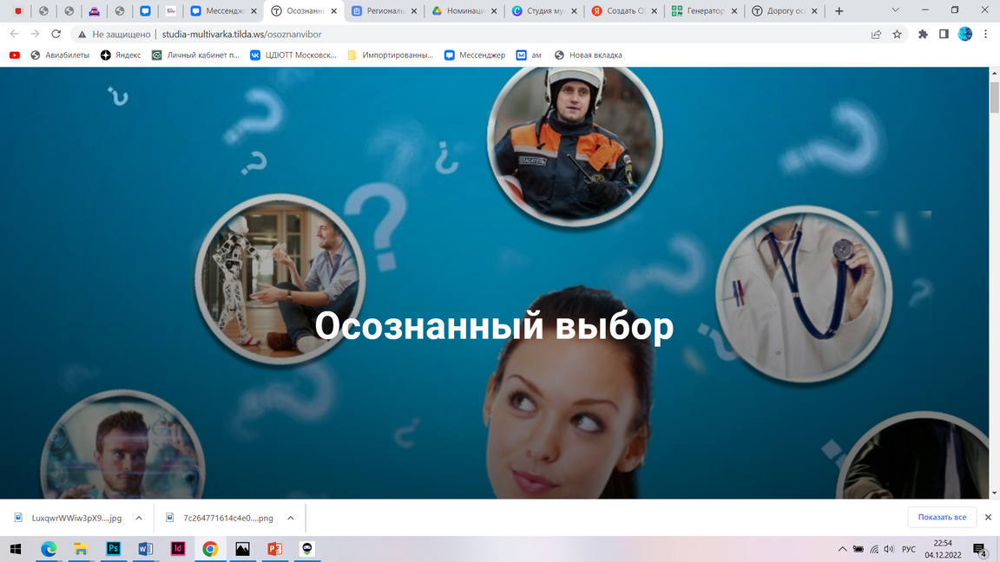 Мессендж
Осознанн
Региональ
Номинаци
Студия му
Создать QR
Генератор
Дорогу ос
Не защищено | studia-multivarka.tilda.ws/osoznanvibor
Авиабилеты
Яндекс
Личный кабинет п...
ЦДЮТТ Московск...
Импортированны...
Мессенджер
ам
Новая вкладка
СПАСАТЕЛЬ
Осознанный выбор
LuxqwrWWiw3pX9....jpg
7c264771614c4e0....png
Показать все
РУС
22:54
04.12.2022
4